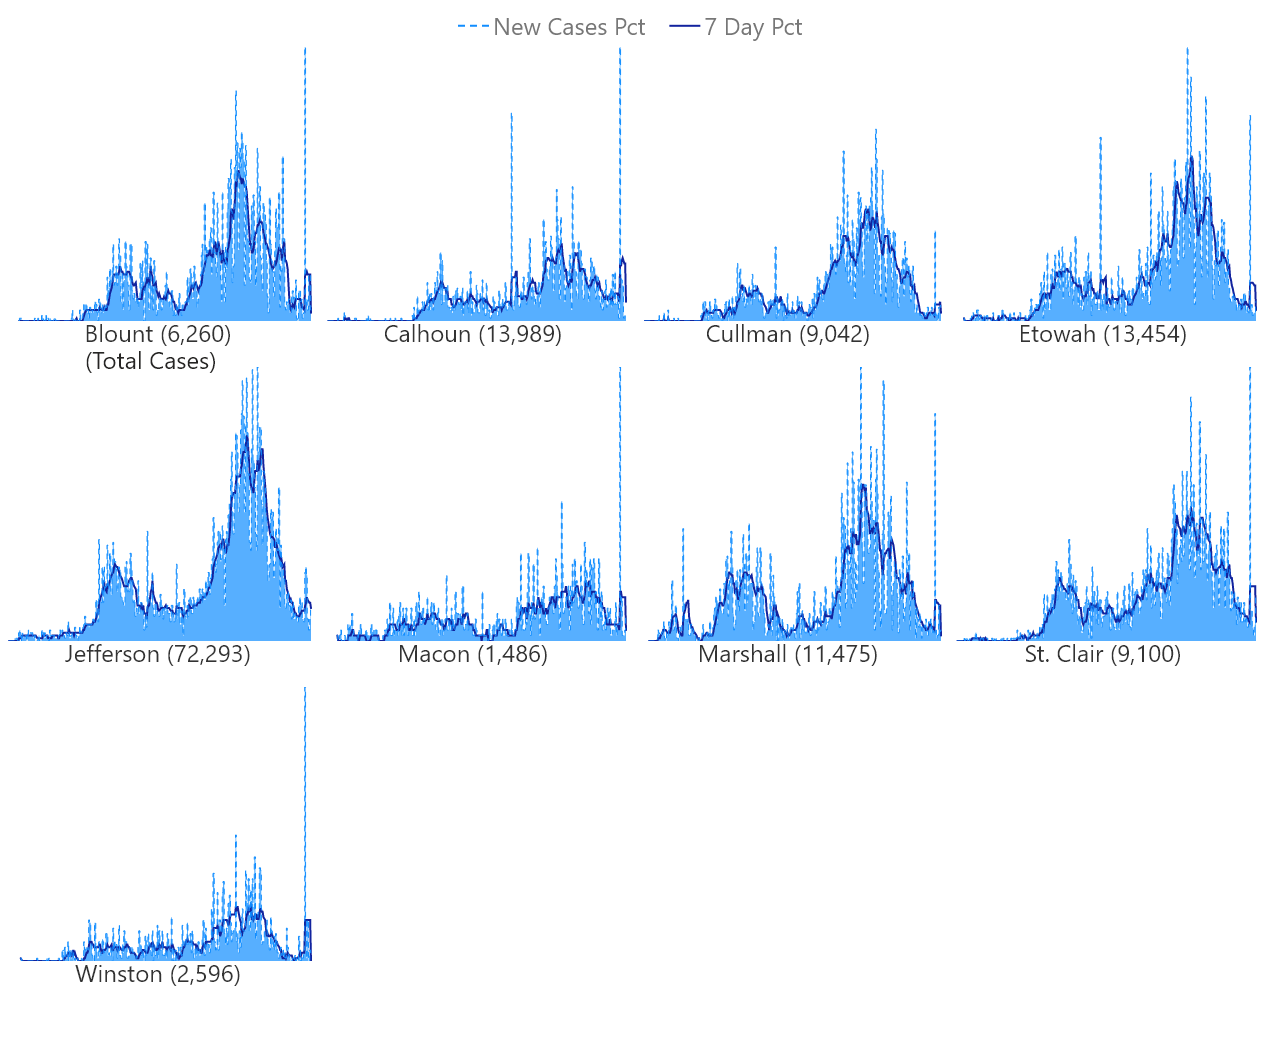 New Cases Pct 7 Day Pct
Blount (6,260) Calhoun (13,989) Cullman (9,042) Etowah (13,454)
(Total Cases)
Jefferson (72,293) Macon (1,486) Marshall (11,475) St. Clair (9,100)
Winston (2,596)